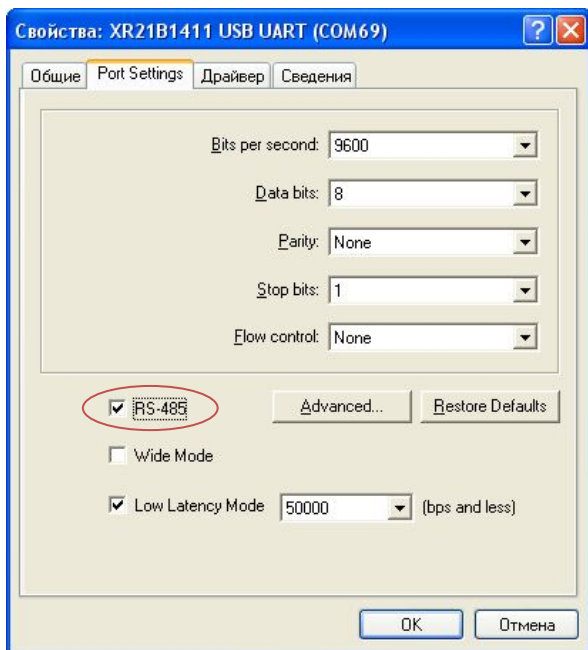 Свойства: XR21B1411 USB UART (COM69)
Общие Port Settings Драйвер Сведения
Bits per second: 9600
Data bits: 8
Parity: None
Stop bits: 1
Flow control: None
RS-485 Advanced... Restore Defaults
Wide Mode
Low Latency Mode 50000 (bps and less)
OK Отмена